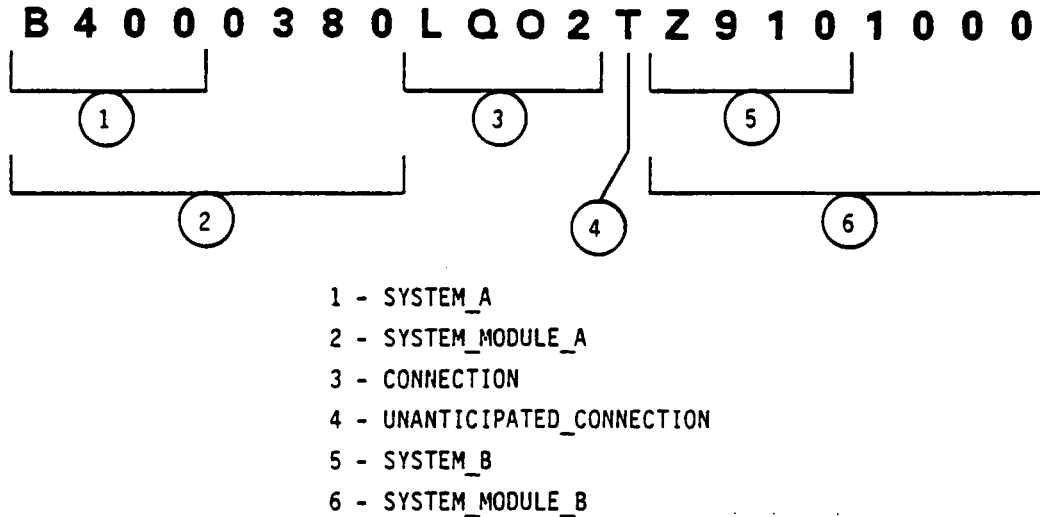 B 4 0 0 0 3 8 0 L Q O 2 T Z 9 1 0 1 0 0 0
1 3 5
2 4 6
1 - SYSTEM_A
2 - SYSTEM_MODULE_A
3 - CONNECTION
4 - UNANTICIPATED_CONNECTION
5 - SYSTEM_B
6 - SYSTEM_MODULE_B